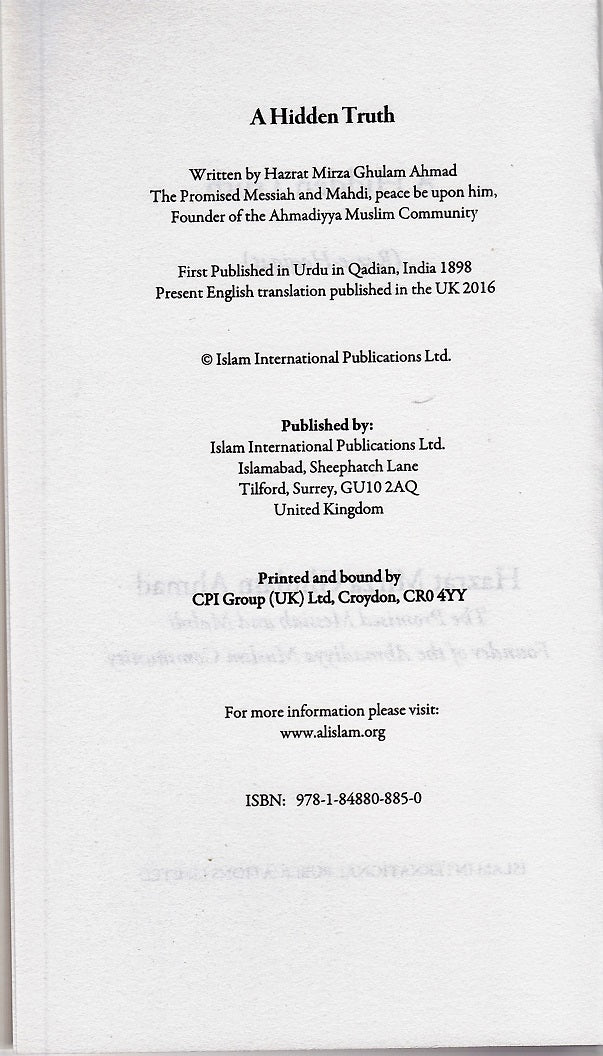 A Hidden Truth
Written by Hazrat Mirza Ghulam Ahmad
The Promised Messiah and Mahdi, peace be upon him,
Founder of the Ahmadiyya Muslim Community
First Published in Urdu in Qadian, India 1898
Present English translation published in the UK 2016
© Islam International Publications Ltd.
Published by:
Islam International Publications Ltd.
Islamabad, Sheephatch Lane
Tilford, Surrey, GU10 2AQ
United Kingdom
Printed and bound by
CPI Group (UK) Ltd, Croydon, CR0 4YY
For more information please visit:
www.alislam.org
ISBN: 978-1-84880-885-0